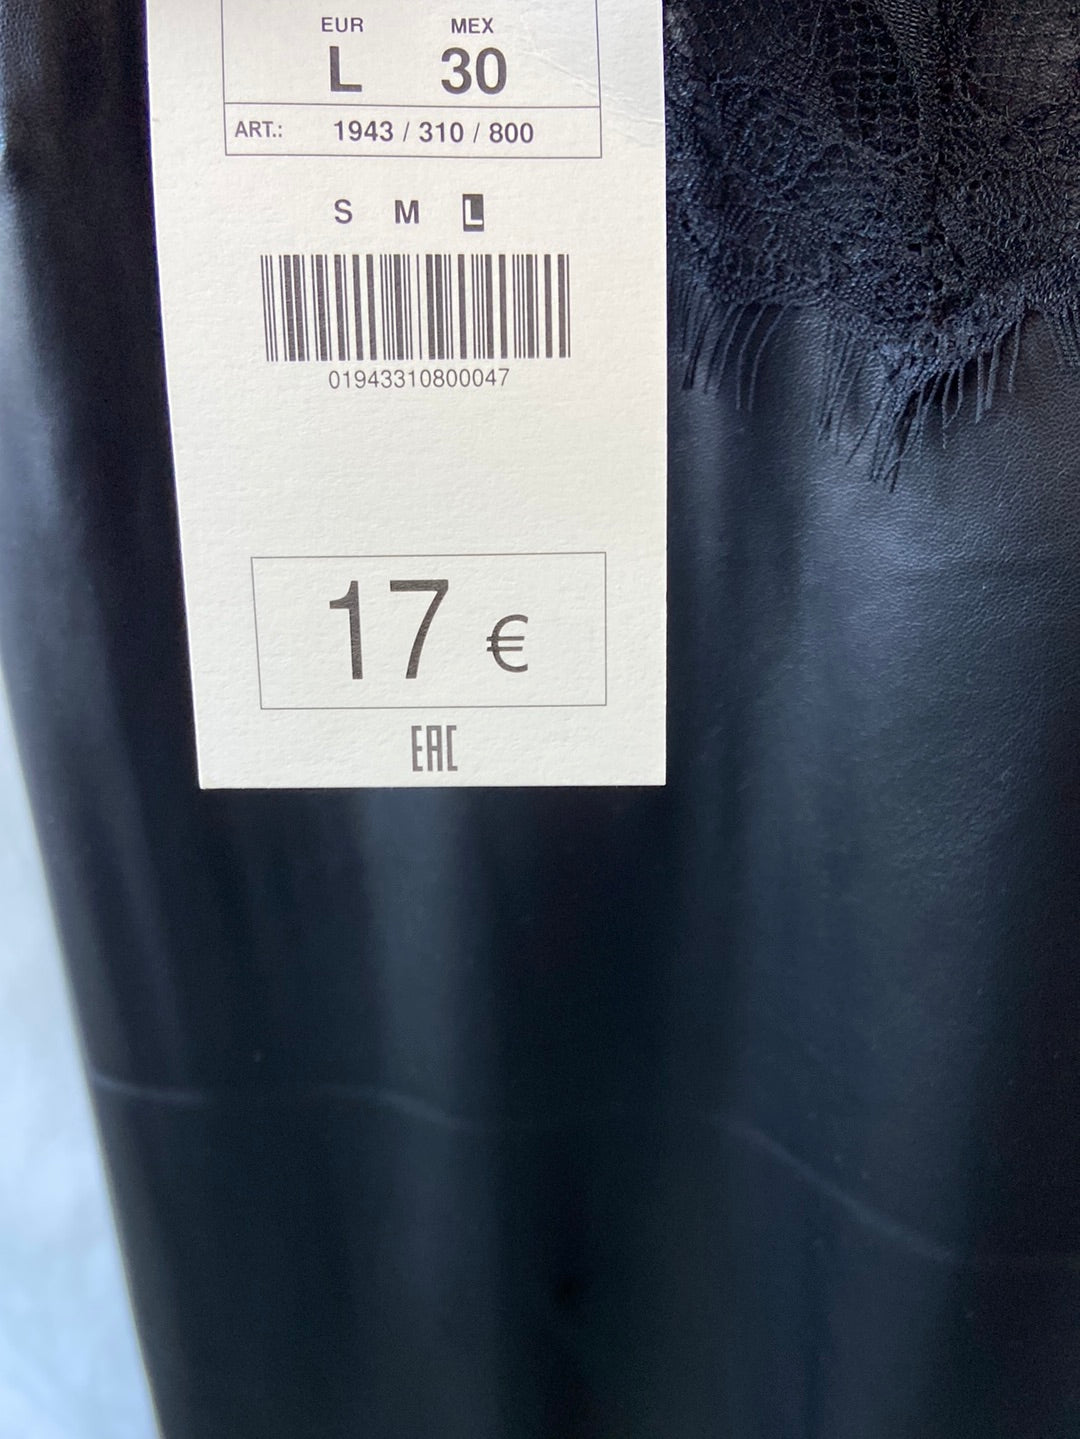 EUR MEX
L 30
ART.: 1943 / 310 / 800
S M L
01943310800047
17 €
EAC